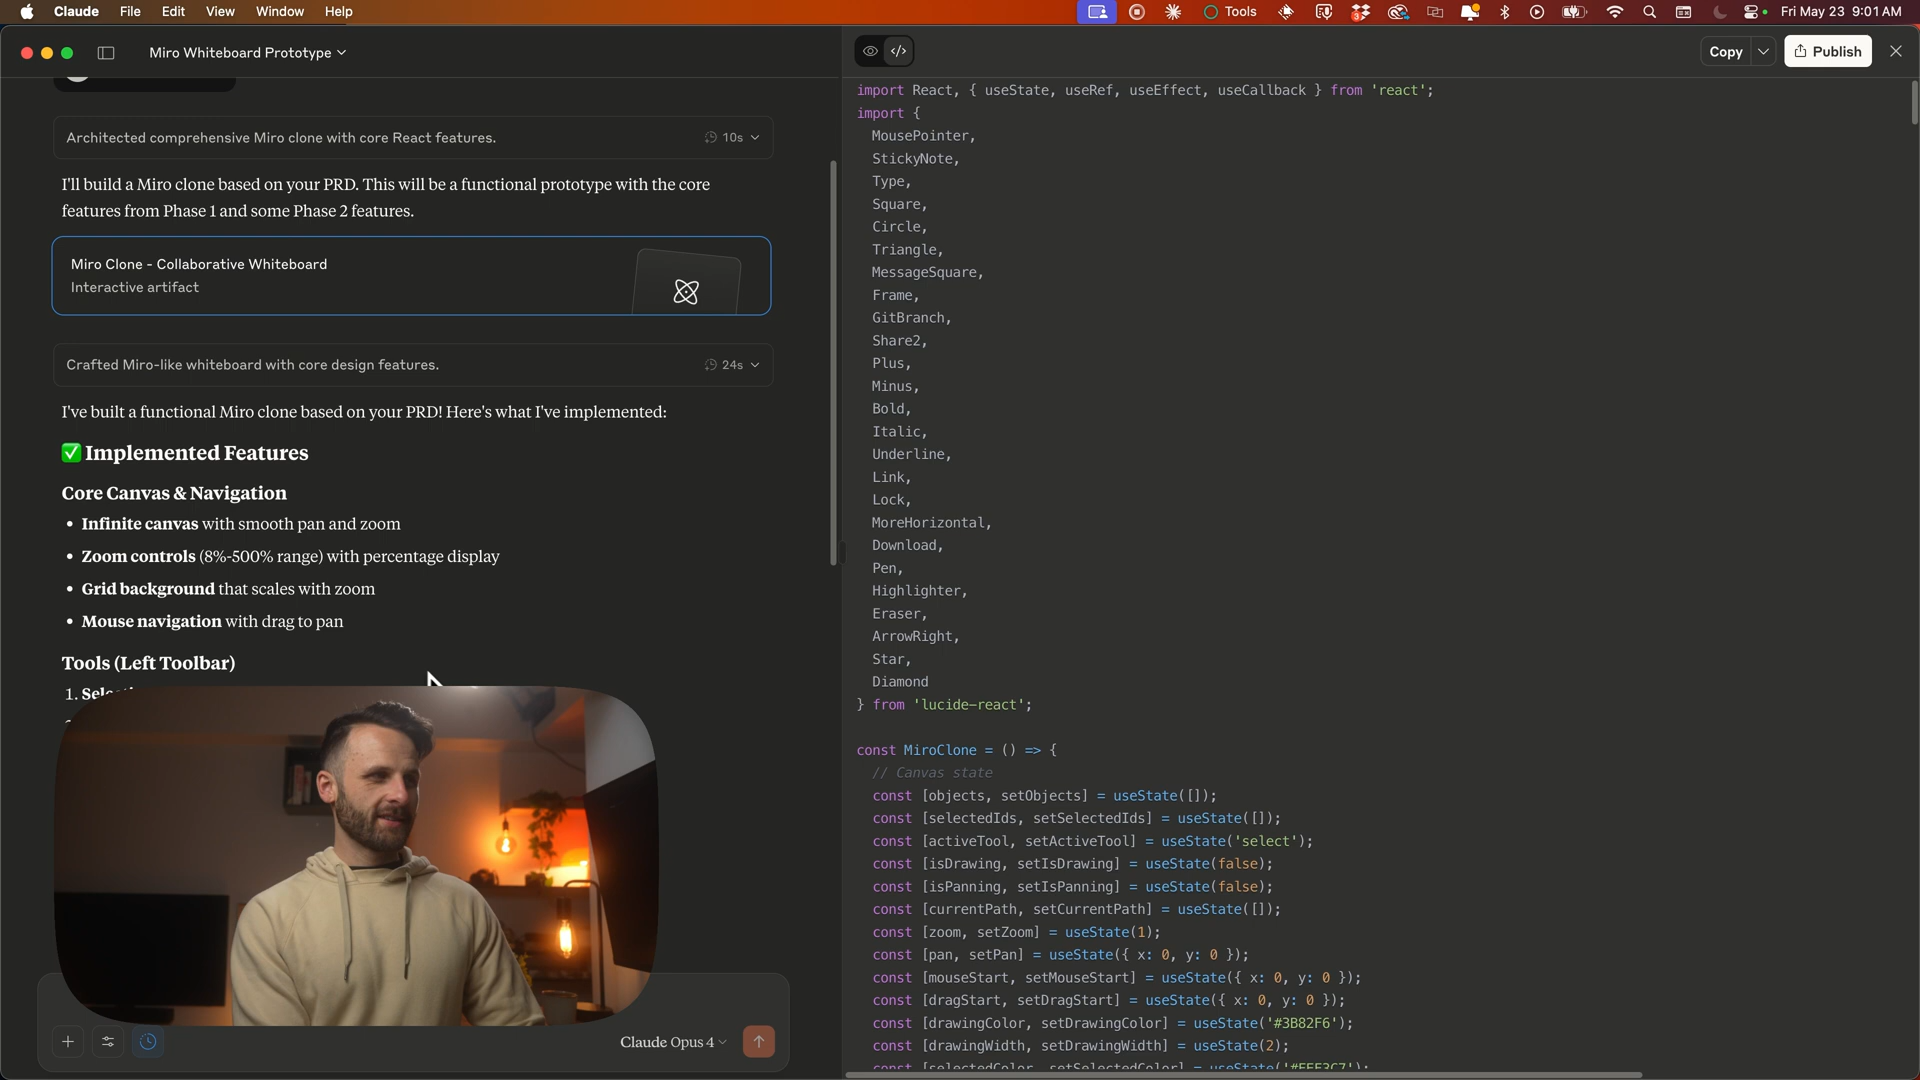 Claude File Edit View Window Help
3 Tools Fri May 23 9:01 AM
Miro Whiteboard Prototype
Architected comprehensive Miro clone with core React features. 10s
I'll build a Miro clone based on your PRD. This will be a functional prototype with the core
features from Phase 1 and some Phase 2 features.
Miro Clone - Collaborative Whiteboard
Interactive artifact
Crafted Miro-like whiteboard with core design features. 24s
I've built a functional Miro clone based on your PRD! Here's what I've implemented:
✅ Implemented Features
Core Canvas & Navigation
• Infinite canvas with smooth pan and zoom
• Zoom controls (8%-500% range) with percentage display
• Grid background that scales with zoom
• Mouse navigation with drag to pan
Tools (Left Toolbar)
1.
Claude Opus 4
</> Copy Publish
import React, { useState, useRef, useEffect, useCallback } from 'react';
import {
MousePointer,
StickyNote,
Type,
Square,
Circle,
Triangle,
MessageSquare,
Frame,
GitBranch,
Share2,
Plus,
Minus,
Bold,
Italic,
Underline,
Link,
Lock,
MoreHorizontal,
Download,
Pen,
Highlighter,
Eraser,
ArrowRight,
Star,
Diamond
} from 'lucide-react';
const MiroClone = () => {
// Canvas state
const [objects, setObjects] = useState([]);
const [selectedIds, setSelectedIds] = useState([]);
const [activeTool, setActiveTool] = useState('select');
const [isDrawing, setIsDrawing] = useState(false);
const [isPanning, setIsPanning] = useState(false);
const [currentPath, setCurrentPath] = useState([]);
const [zoom, setZoom] = useState(1);
const [pan, setPan] = useState({ x: 0, y: 0 });
const [mouseStart, setMouseStart] = useState({ x: 0, y: 0 });
const [dragStart, setDragStart] = useState({ x: 0, y: 0 });
const [drawingColor, setDrawingColor] = useState('#3B82F6');
const [drawingWidth, setDrawingWidth] = useState(2);
const [selectedColor, setSelectedColor] = useState('#FEF3C7');